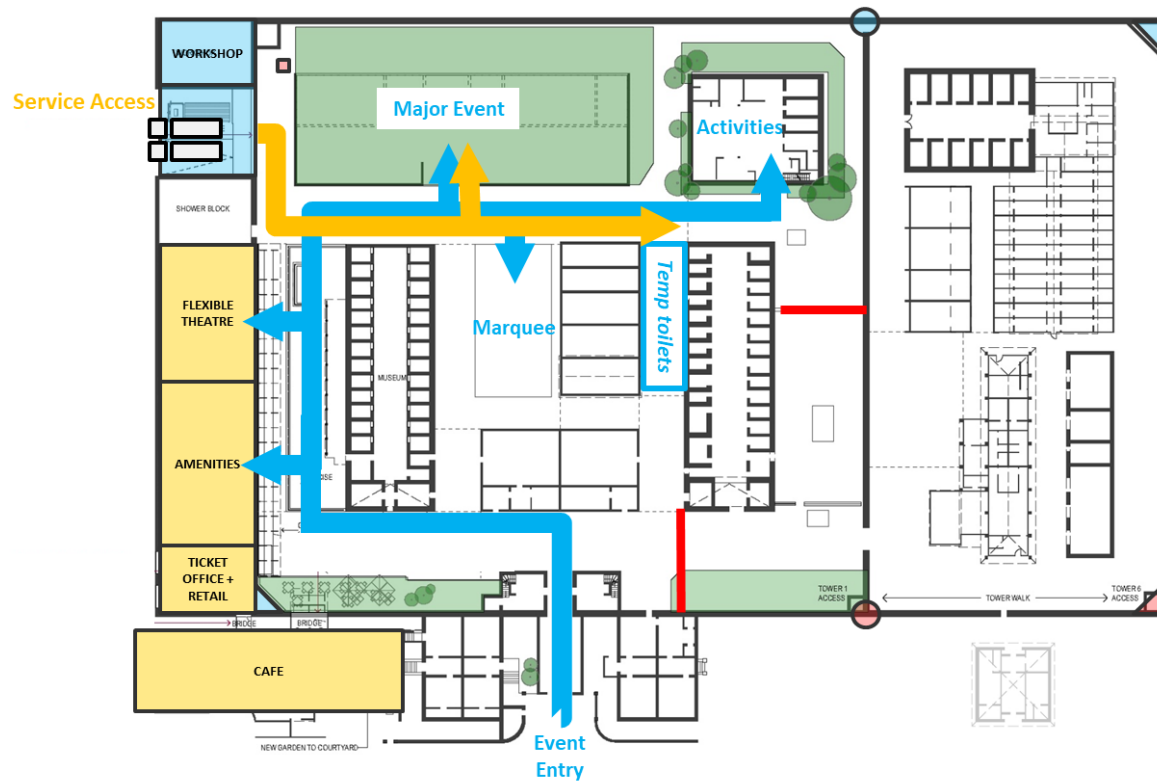 WORKSHOP
Service Access
Major Event
Activities
SHOWER BLOCK
FLEXIBLE
THEATRE
Marquee
Temp toilets
MUSEUM
AMENITIES
TICKET
OFFICE +
RETAIL
TOWER 1
ACCESS
TOWER WALK
TOWER 6
ACCESS
BRIDGE
BRIDGE
CAFE
NEW GARDEN TO COURTYARD
Event
Entry